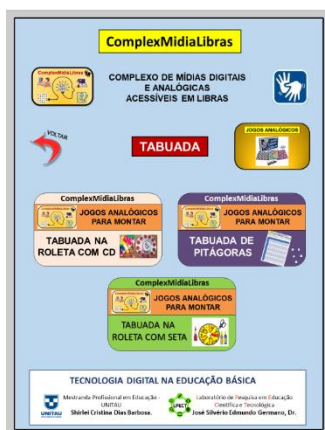 ComplexMidiaLibras
ComplexMidiaLibras
COMPLEXO DE MÍDIAS DIGITAIS
E ANALÓGICAS
ACESSÍVEIS EM LIBRAS
VOLTAR
TABUADA
JOGOS ANALÓGICOS
ComplexMidiaLibras
JOGOS ANALÓGICOS
PARA MONTAR
TABUADA NA
ROLETA COM CD
ComplexMidiaLibras
JOGOS ANALÓGICOS
PARA MONTAR
TABUADA DE
PITÁGORAS
ComplexMidiaLibras
JOGOS ANALÓGICOS
PARA MONTAR
TABUADA NA
ROLETA COM SETA
TECNOLOGIA DIGITAL NA EDUCAÇÃO BÁSICA
UNITAU
Mestranda Profissional em Educação -
UNITAU
Shirlei Cristina Dias Barbosa.
LPECT
Laboratório de Pesquisa em Educação
Científica e Tecnológica
José Silvério Edmundo Germano, Dr.